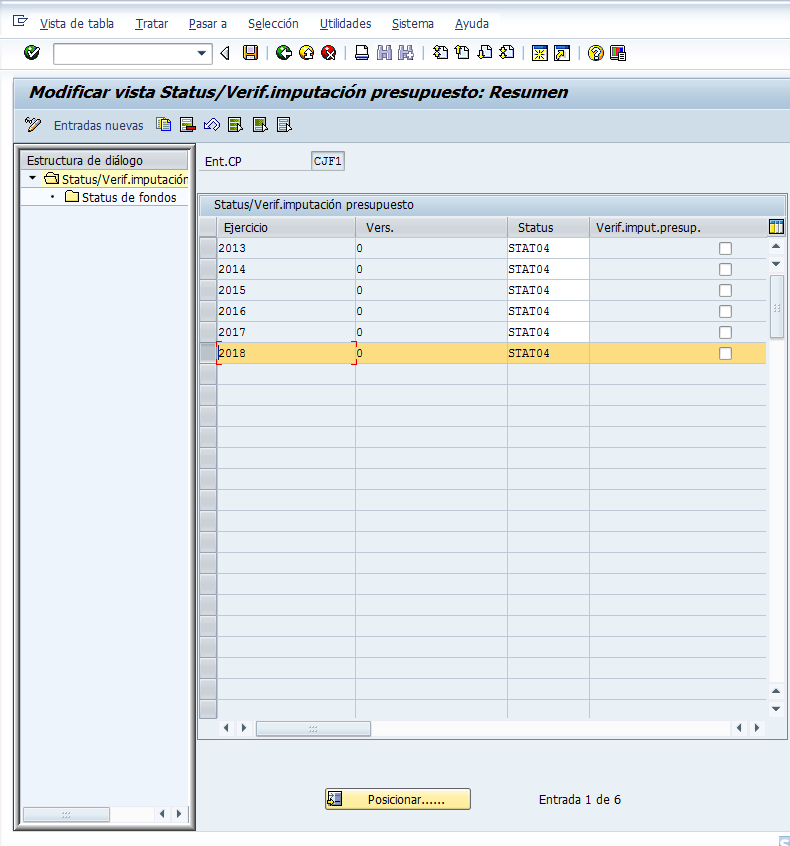 Vista de tabla Tratar Pasar a Selección Utilidades Sistema Ayuda
Modificar vista Status/Verif.imputación presupuesto: Resumen
Entradas nuevas
Estructura de diálogo
Status/Verif.imputación
Status de fondos
Ent.CP CJF1
Status/Verif.imputación presupuesto
Ejercicio Vers. Status Verif.imput.presup.
2013 0 STAT04
2014 0 STAT04
2015 0 STAT04
2016 0 STAT04
2017 0 STAT04
2018 0 STAT04
Posicionar...... Entrada 1 de 6